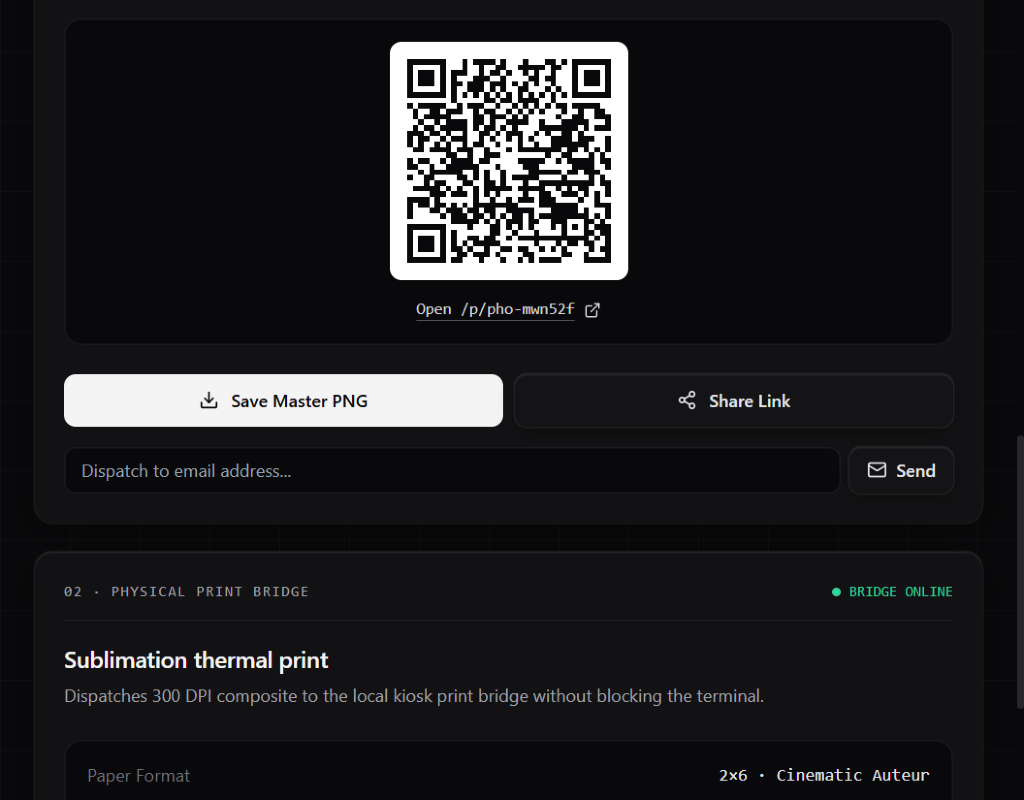 Open /p/pho-mwn52f
Save Master PNG
Share Link
Dispatch to email address...
Send
02 · PHYSICAL PRINT BRIDGE
BRIDGE ONLINE
Sublimation thermal print
Dispatches 300 DPI composite to the local kiosk print bridge without blocking the terminal.
Paper Format
2×6 · Cinematic Auteur